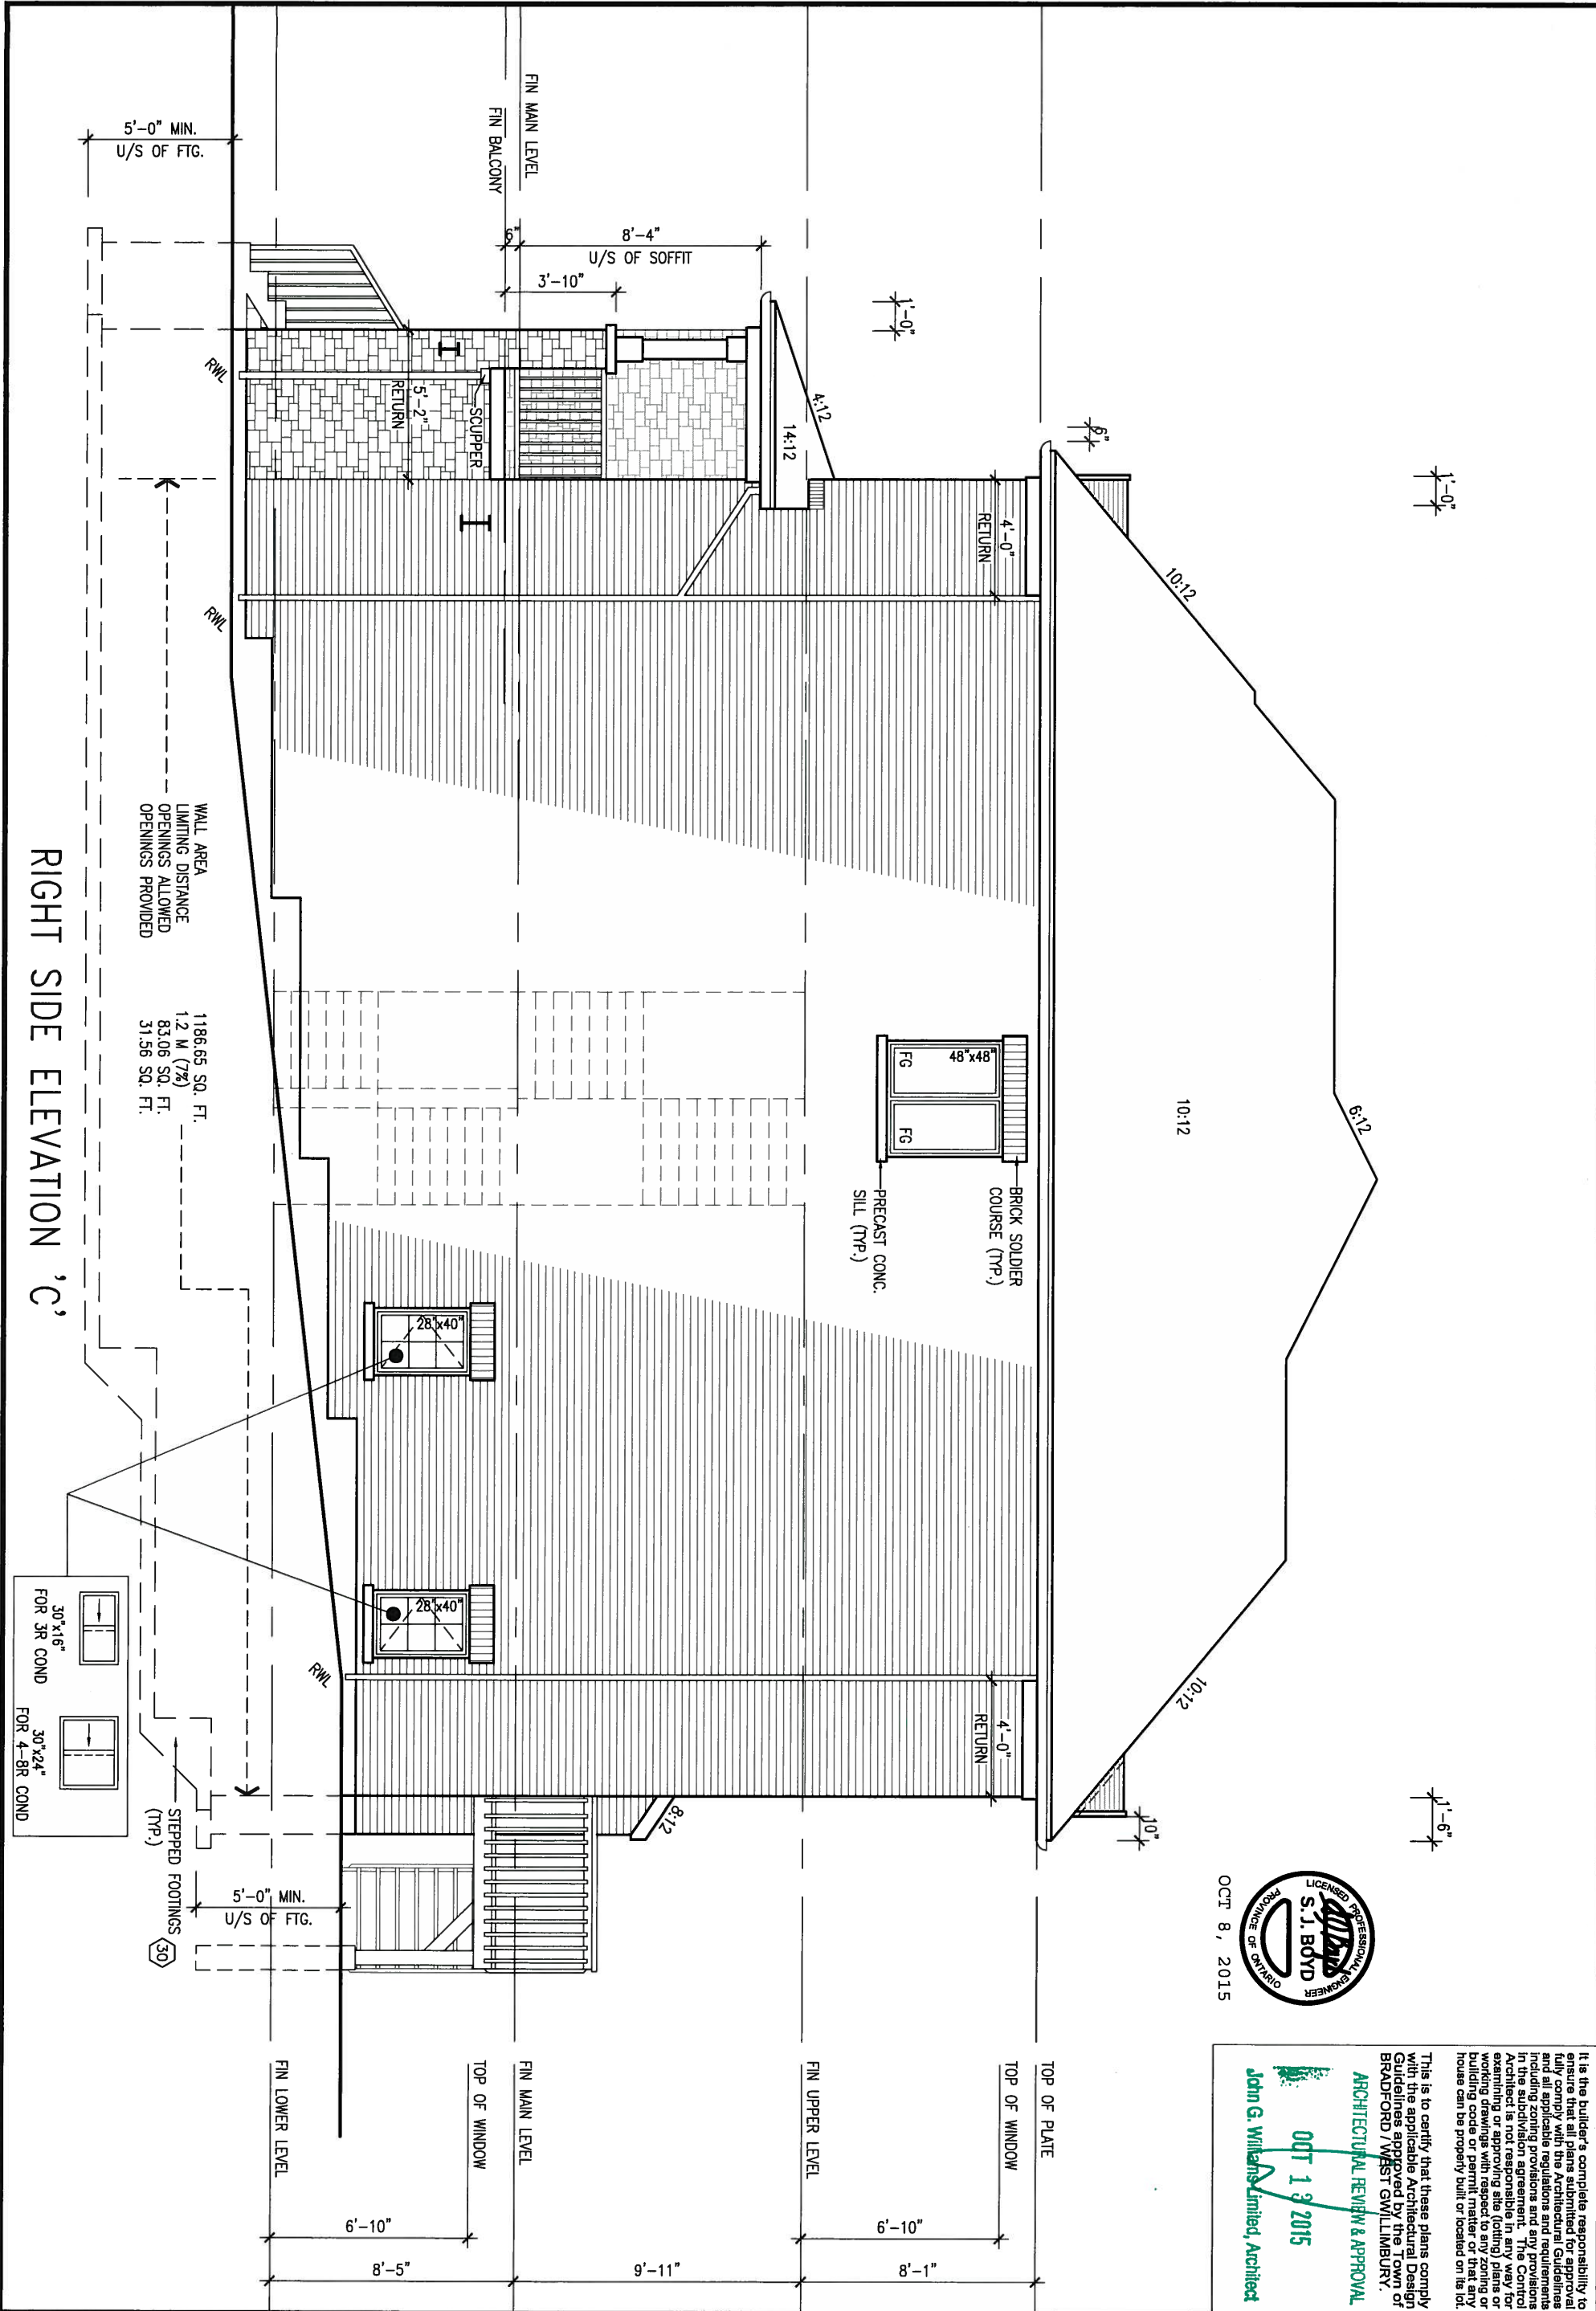 It is the builder's complete responsibility to
ensure that all plans submitted for approval
fully comply with the Architectural Guidelines
and all applicable regulations and requirements
including zoning provisions and any provisions
in the subdivision agreement. The Control
Architect is not responsible in any way for
examining or approving site (lotting) plans or
working drawings with respect to any zoning or
building code or permit matter or that any
house can be properly built or located on its lot.
This is to certify that these plans comply
with the applicable Architectural Design
Guidelines approved by the Town of
BRADFORD / WEST GWILLIMBURY.
ARCHITECTURAL REVIEW & APPROVAL
OCT 13 2015
John G. Williams Limited, Architect
LICENSED PROFESSIONAL ENGINEER
S. J. BOYD
PROVINCE OF ONTARIO
OCT 8, 2015
1'-0"
1'-6"
6:12
10:12
10:12
10:12
6"
10"
1'-0"
4:12
14:12
4'-0"
RETURN
4'-0"
RETURN
TOP OF PLATE
TOP OF WINDOW
FIN UPPER LEVEL
FIN MAIN LEVEL
TOP OF WINDOW
FIN LOWER LEVEL
8'-1"
6'-10"
9'-11"
8'-5"
6'-10"
48"x48"
FG
FG
BRICK SOLDIER
COURSE (TYP.)
PRECAST CONC.
SILL (TYP.)
8:12
8'-4"
U/S OF SOFFIT
3'-10"
6"
FIN MAIN LEVEL
FIN BALCONY
SCUPPER
5'-2"
RETURN
28"x40"
28"x40"
RWL
RWL
RWL
5'-0" MIN.
U/S OF FTG.
5'-0" MIN.
U/S OF FTG.
WALL AREA 1186.65 SQ. FT.
LIMITING DISTANCE 1.2 M (7%)
OPENINGS ALLOWED 83.06 SQ. FT.
OPENINGS PROVIDED 31.56 SQ. FT.
STEPPED FOOTINGS
(TYP.)
30
30"x16"
FOR 3R COND
30"x24"
FOR 4-8R COND
RIGHT SIDE ELEVATION 'C'